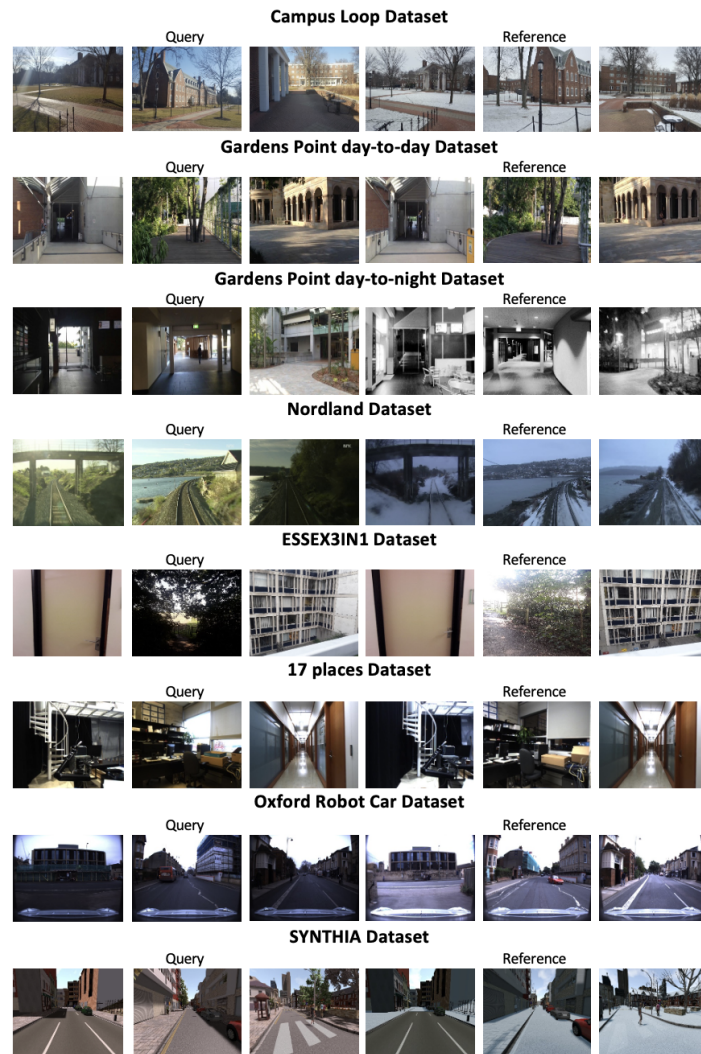 Campus Loop Dataset
Query Reference
Gardens Point day-to-day Dataset
Query Reference
Gardens Point day-to-night Dataset
Query Reference
Nordland Dataset
Query Reference
ESSEX3IN1 Dataset
Query Reference
17 places Dataset
Query Reference
Oxford Robot Car Dataset
Query Reference
SYNTHIA Dataset
Query Reference